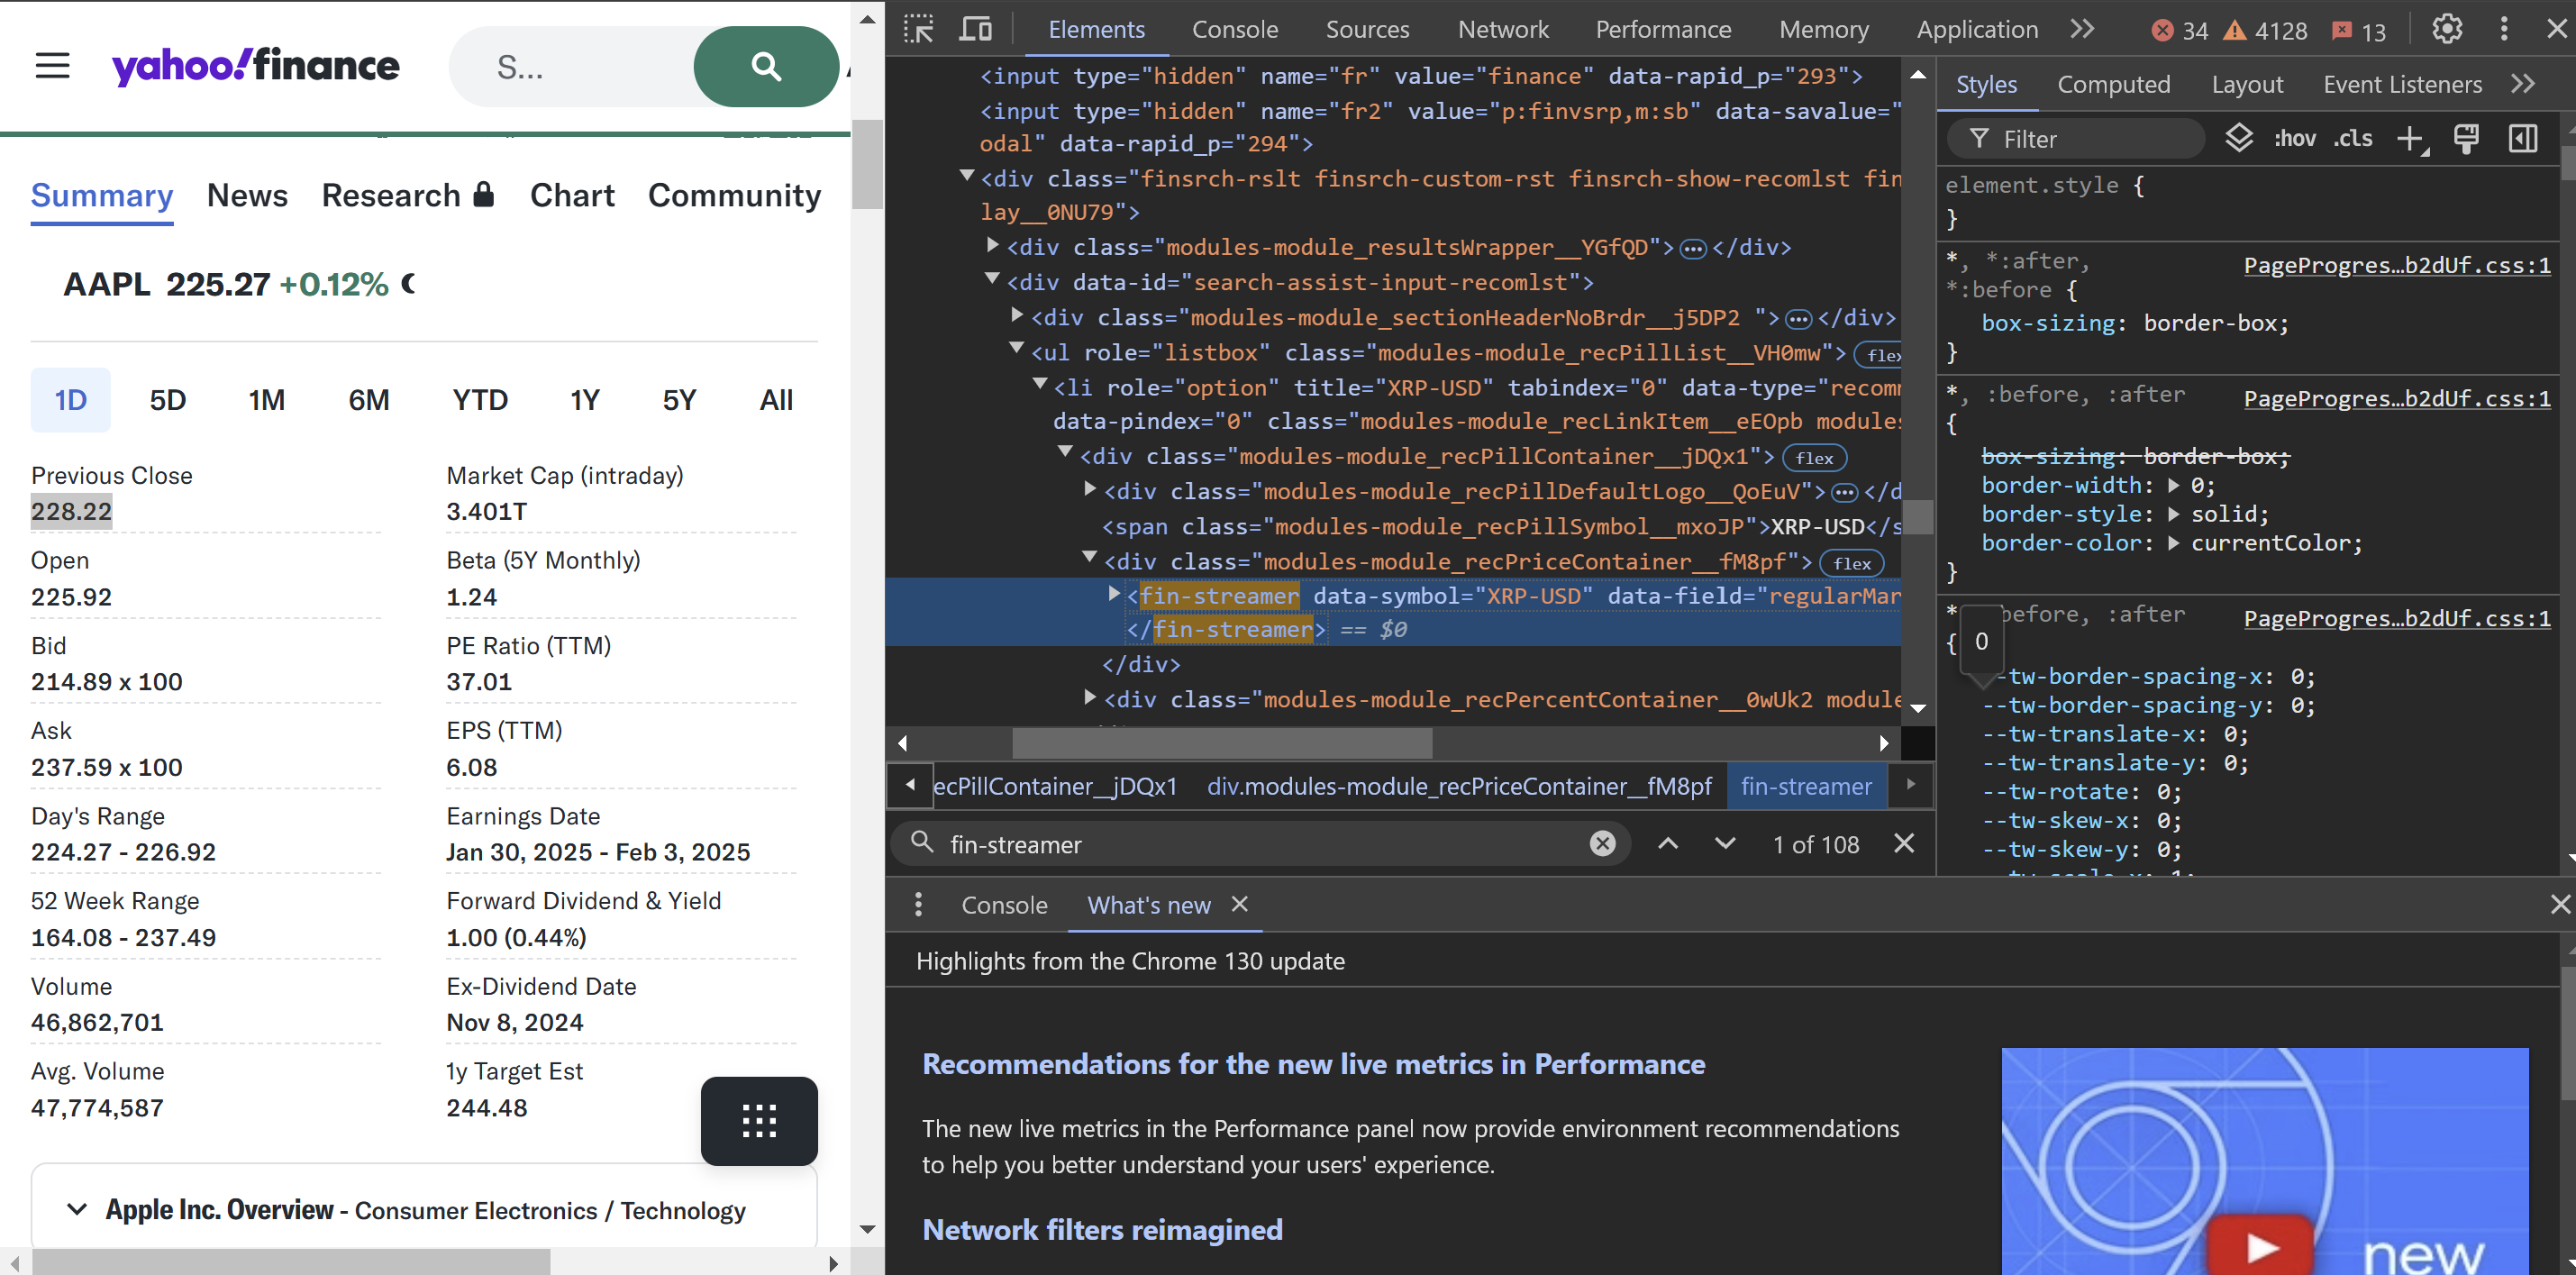 yahoo!finance
S...
Summary News Research Chart Community
AAPL 225.27 +0.12%
1D 5D 1M 6M YTD 1Y 5Y All
Previous Close
228.22
Market Cap (intraday)
3.401T
Open
225.92
Beta (5Y Monthly)
1.24
Bid
214.89 x 100
PE Ratio (TTM)
37.01
Ask
237.59 x 100
EPS (TTM)
6.08
Day's Range
224.27 - 226.92
Earnings Date
Jan 30, 2025 - Feb 3, 2025
52 Week Range
164.08 - 237.49
Forward Dividend & Yield
1.00 (0.44%)
Volume
46,862,701
Ex-Dividend Date
Nov 8, 2024
Avg. Volume
47,774,587
1y Target Est
244.48
Apple Inc. Overview - Consumer Electronics / Technology
Elements Console Sources Network Performance Memory Application 34 4128 13
<input type="hidden" name="fr" value="finance" data-rapid_p="293">
<input type="hidden" name="fr2" value="p:finvsrp,m:sb" data-savalue="
odal" data-rapid_p="294">
<div class="finsrch-rslt finsrch-custom-rst finsrch-show-recomlst fin
lay__0NU79">
<div class="modules-module_resultsWrapper__YGfQD">…</div>
<div data-id="search-assist-input-recomlst">
<div class="modules-module_sectionHeaderNoBrdr__j5DP2 ">…</div>
<ul role="listbox" class="modules-module_recPillList__VH0mw"> flex
<li role="option" title="XRP-USD" tabindex="0" data-type="recomm
data-pindex="0" class="modules-module_recLinkItem__eEOpb modules
<div class="modules-module_recPillContainer__jDQx1"> flex
<div class="modules-module_recPillDefaultLogo__QoEuV">…</d
<span class="modules-module_recPillSymbol__mxoJP">XRP-USD</s
<div class="modules-module_recPriceContainer__fM8pf"> flex
<fin-streamer data-symbol="XRP-USD" data-field="regularMar
</fin-streamer> == $0
</div>
<div class="modules-module_recPercentContainer__0wUk2 module
ecPillContainer__jDQx1 div.modules-module_recPriceContainer__fM8pf fin-streamer
fin-streamer 1 of 108
Styles Computed Layout Event Listeners
Filter :hov .cls
element.style {
}
*, *:after, PageProgres…b2dUf.css:1
*:before {
box-sizing: border-box;
}
*, :before, :after PageProgres…b2dUf.css:1
{
box-sizing: border-box;
border-width: 0;
border-style: solid;
border-color: currentColor;
}
* before, :after PageProgres…b2dUf.css:1
{ 0
--tw-border-spacing-x: 0;
--tw-border-spacing-y: 0;
--tw-translate-x: 0;
--tw-translate-y: 0;
--tw-rotate: 0;
--tw-skew-x: 0;
--tw-skew-y: 0;
Console What's new
Highlights from the Chrome 130 update
Recommendations for the new live metrics in Performance
The new live metrics in the Performance panel now provide environment recommendations
to help you better understand your users' experience.
Network filters reimagined
new